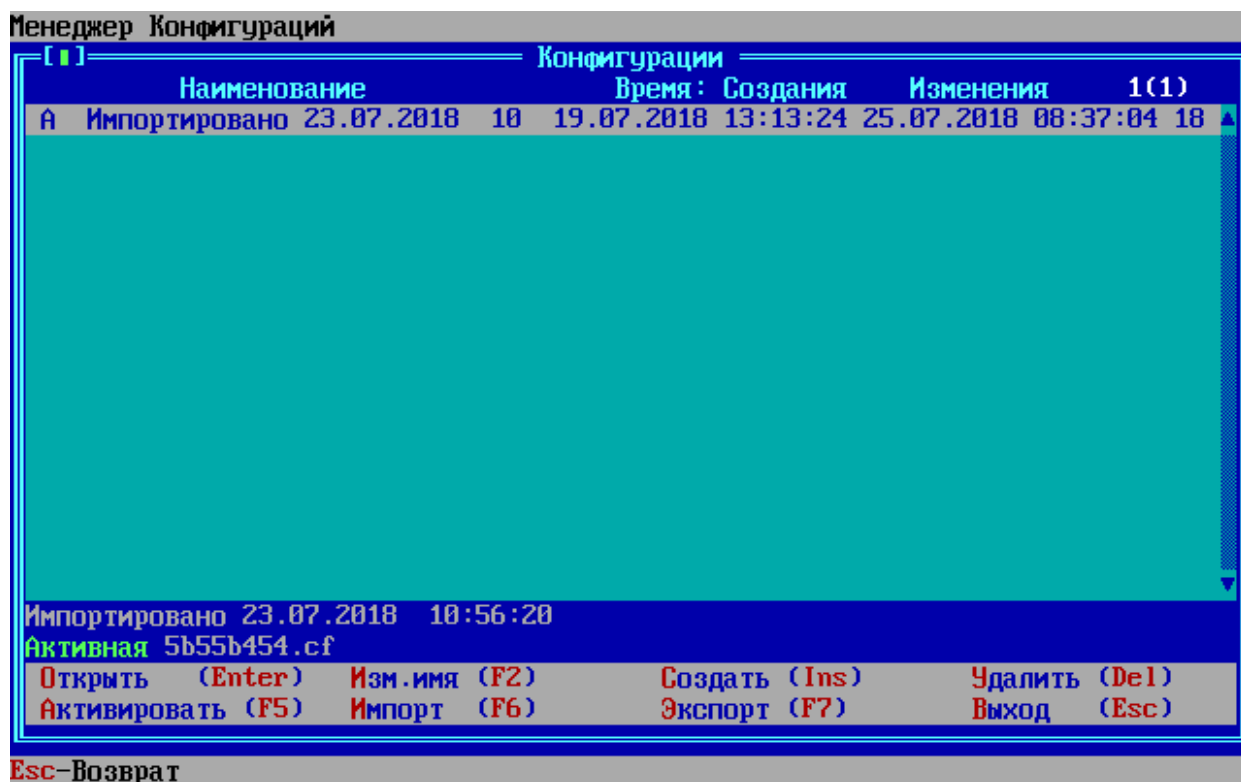 Менеджер Конфигураций
[▮] Конфигурации
Наименование Время: Создания Изменения 1(1)
А Импортировано 23.07.2018 10 19.07.2018 13:13:24 25.07.2018 08:37:04 18
Импортировано 23.07.2018 10:56:20
Активная 5b55b454.cf
Открыть (Enter) Изм.имя (F2) Создать (Ins) Удалить (Del)
Активировать (F5) Импорт (F6) Экспорт (F7) Выход (Esc)
Esc-Возврат